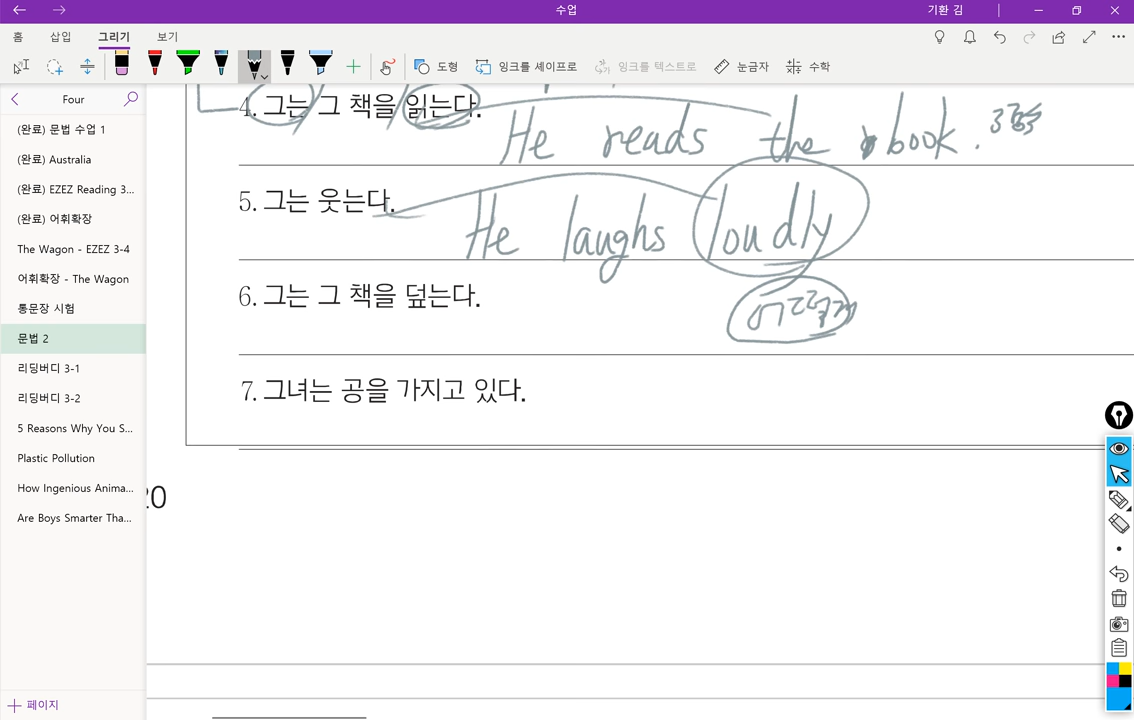 수업
기환 김
홈 삽입 그리기 보기
도형 잉크를 셰이프로 잉크를 텍스트로 눈금자 수학
Four
(완료) 문법 수업 1
(완료) Australia
(완료) EZEZ Reading 3...
(완료) 어휘확장
The Wagon - EZEZ 3-4
어휘확장 - The Wagon
통문장 시험
문법 2
리딩버디 3-1
리딩버디 3-2
5 Reasons Why You S...
Plastic Pollution
How Ingenious Anima...
Are Boys Smarter Tha...
페이지
4. 그는 그 책을 읽는다.
He reads the book.
5. 그는 웃는다.
He laughs loudly
6. 그는 그 책을 덮는다.
7. 그녀는 공을 가지고 있다.
20